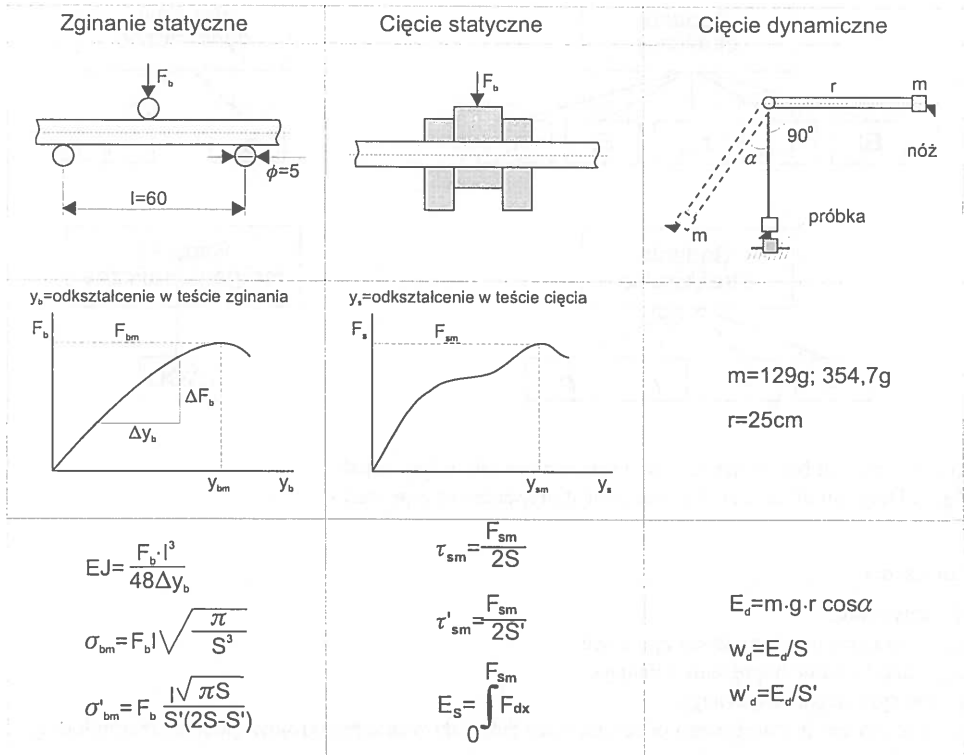 Zginanie statyczne
Cięcie statyczne
Cięcie dynamiczne
F_b
ϕ=5
l=60
F_b
r
m
90⁰
α
nóż
m
próbka
y_b=odkształcenie w teście zginania
F_b
F_bm
ΔF_b
Δy_b
y_bm
y_b
y_s=odkształcenie w teście cięcia
F_s
F_sm
y_sm
y_s
m=129g; 354,7g
r=25cm
EJ=F_b·l³/48Δy_b
σ_bm=F_b l√(π/S³)
σ'_bm=F_b l√(πS)/S'(2S-S')
τ_sm=F_sm/2S
τ'_sm=F_sm/2S'
E_S=∫₀^(F_Sm) F_dx
E_d=m·g·r cosα
w_d=E_d/S
w'_d=E_d/S'